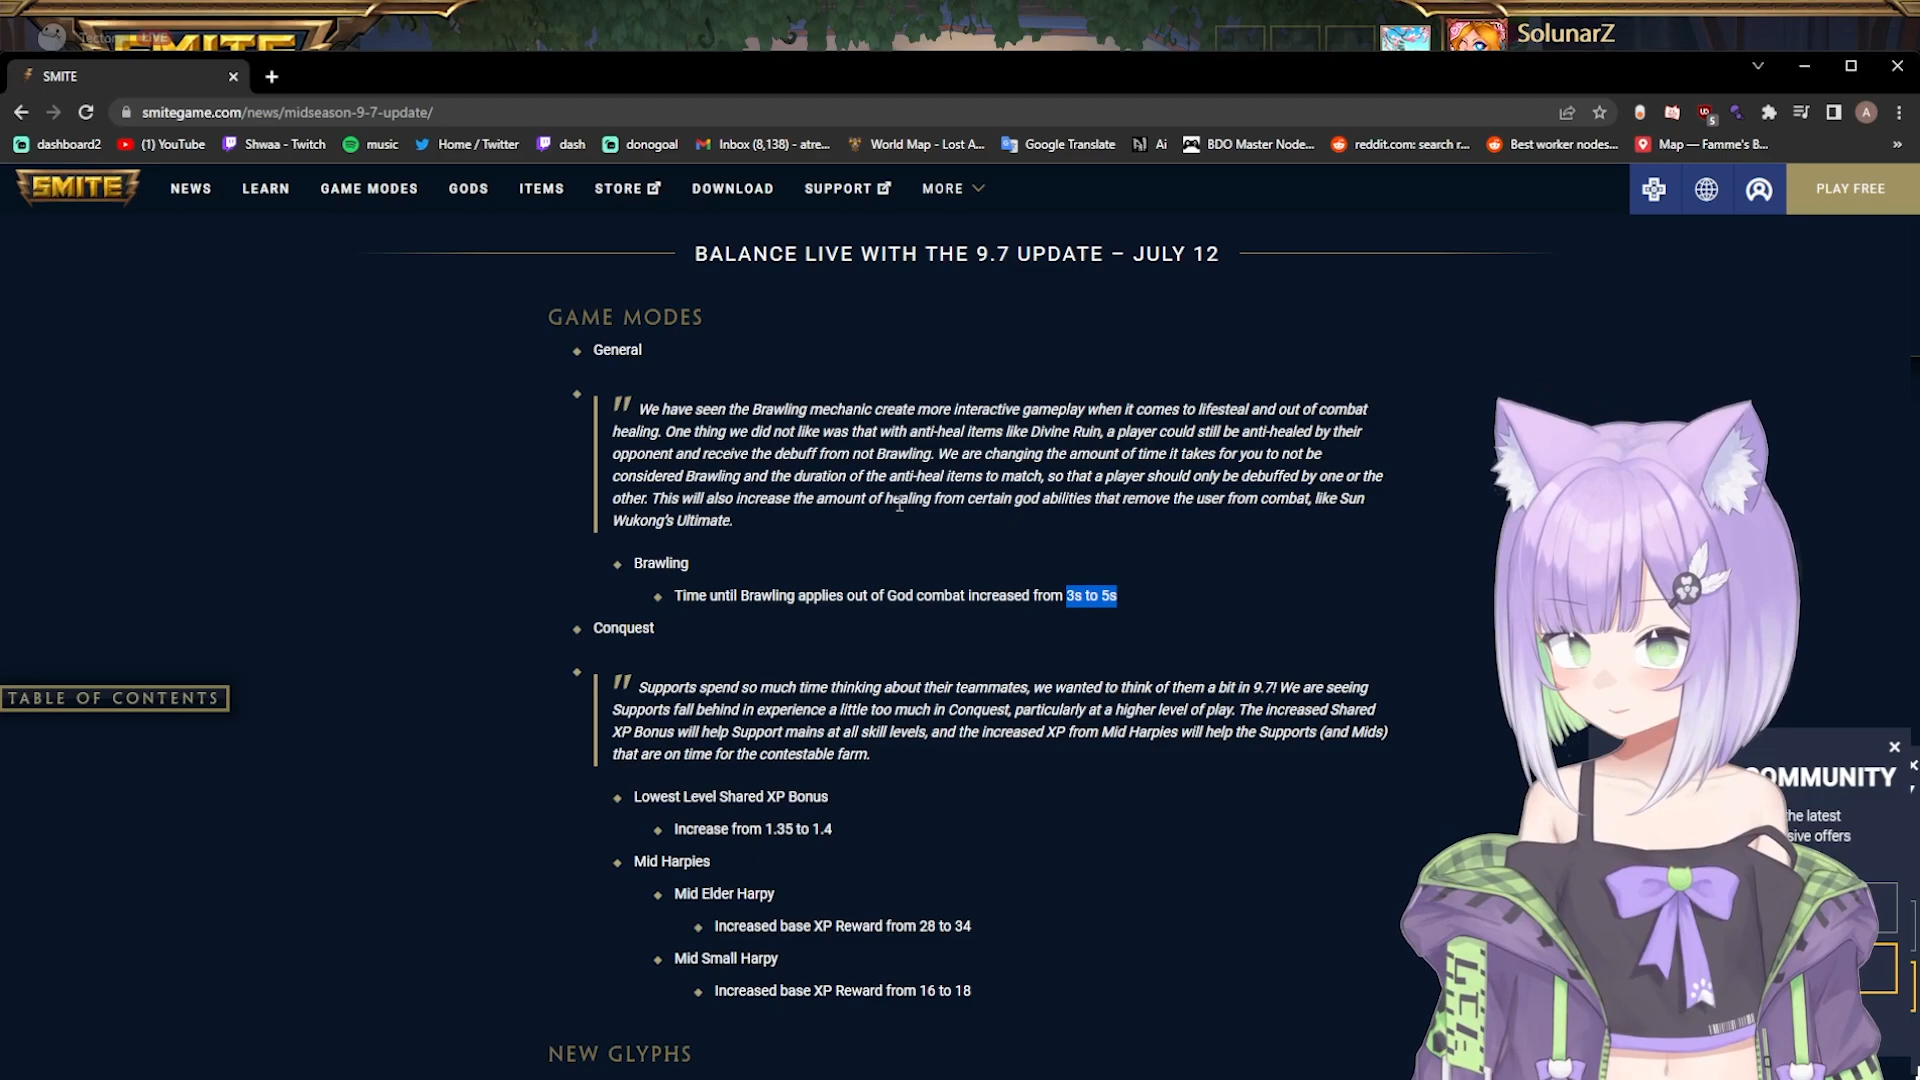 SMITE
Tecton LIVE
SolunarZ
SMITE
smitegame.com/news/midseason-9-7-update/
A
dashboard2
(1) YouTube
Shwaa - Twitch
music
Home / Twitter
dash
donogoal
Inbox (8,138) - atre...
World Map - Lost A...
Google Translate
Ai
BDO Master Node...
reddit.com: search r...
Best worker nodes...
Map — Famme's B...
SMITE
NEWS
LEARN
GAME MODES
GODS
ITEMS
STORE
DOWNLOAD
SUPPORT
MORE
PLAY FREE
BALANCE LIVE WITH THE 9.7 UPDATE – JULY 12
GAME MODES
General
" We have seen the Brawling mechanic create more interactive gameplay when it comes to lifesteal and out of combat
healing. One thing we did not like was that with anti-heal items like Divine Ruin, a player could still be anti-healed by their
opponent and receive the debuff from not Brawling. We are changing the amount of time it takes for you to not be
considered Brawling and the duration of the anti-heal items to match, so that a player should only be debuffed by one or the
other. This will also increase the amount of healing from certain god abilities that remove the user from combat, like Sun
Wukong's Ultimate.
Brawling
Time until Brawling applies out of God combat increased from 3s to 5s
Conquest
TABLE OF CONTENTS
" Supports spend so much time thinking about their teammates, we wanted to think of them a bit in 9.7! We are seeing
Supports fall behind in experience a little too much in Conquest, particularly at a higher level of play. The increased Shared
XP Bonus will help Support mains at all skill levels, and the increased XP from Mid Harpies will help the Supports (and Mids)
that are on time for the contestable farm.
Lowest Level Shared XP Bonus
Increase from 1.35 to 1.4
Mid Harpies
Mid Elder Harpy
Increased base XP Reward from 28 to 34
Mid Small Harpy
Increased base XP Reward from 16 to 18
NEW GLYPHS
COMMUNITY
the latest
sive offers